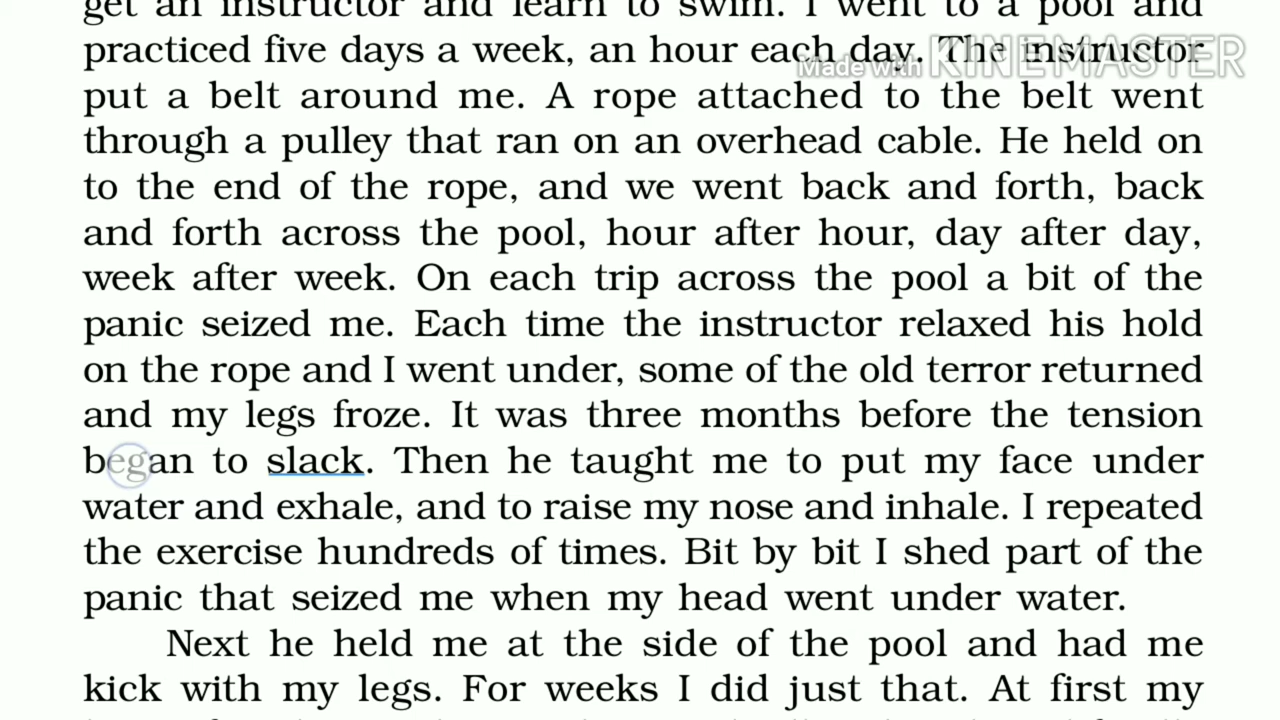 get an instructor and learn to swim. I went to a pool and
practiced five days a week, an hour each day. The instructor
Made with KINEMASTER
put a belt around me. A rope attached to the belt went
through a pulley that ran on an overhead cable. He held on
to the end of the rope, and we went back and forth, back
and forth across the pool, hour after hour, day after day,
week after week. On each trip across the pool a bit of the
panic seized me. Each time the instructor relaxed his hold
on the rope and I went under, some of the old terror returned
and my legs froze. It was three months before the tension
began to slack. Then he taught me to put my face under
water and exhale, and to raise my nose and inhale. I repeated
the exercise hundreds of times. Bit by bit I shed part of the
panic that seized me when my head went under water.
Next he held me at the side of the pool and had me
kick with my legs. For weeks I did just that. At first my